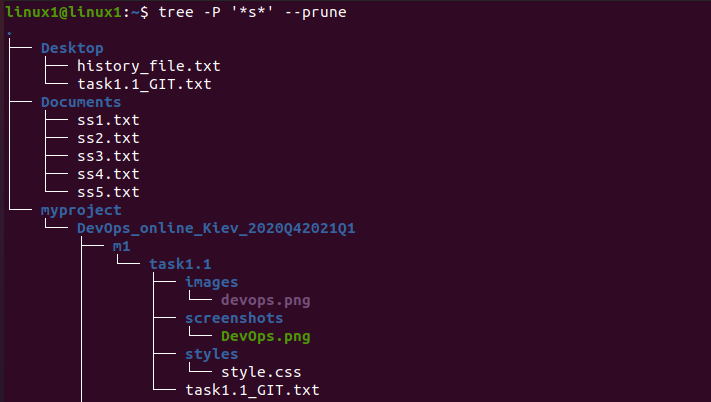 linux1@linux1:~$ tree -P '*s*' --prune
.
├── Desktop
│   ├── history_file.txt
│   └── task1.1_GIT.txt
├── Documents
│   ├── ss1.txt
│   ├── ss2.txt
│   ├── ss3.txt
│   ├── ss4.txt
│   └── ss5.txt
└── myproject
    └── DevOps_online_Kiev_2020Q42021Q1
        ├── m1
        │   └── task1.1
        │       ├── images
        │       │   └── devops.png
        │       ├── screenshots
        │       │   └── DevOps.png
        │       ├── styles
        │       │   └── style.css
        │       └── task1.1_GIT.txt